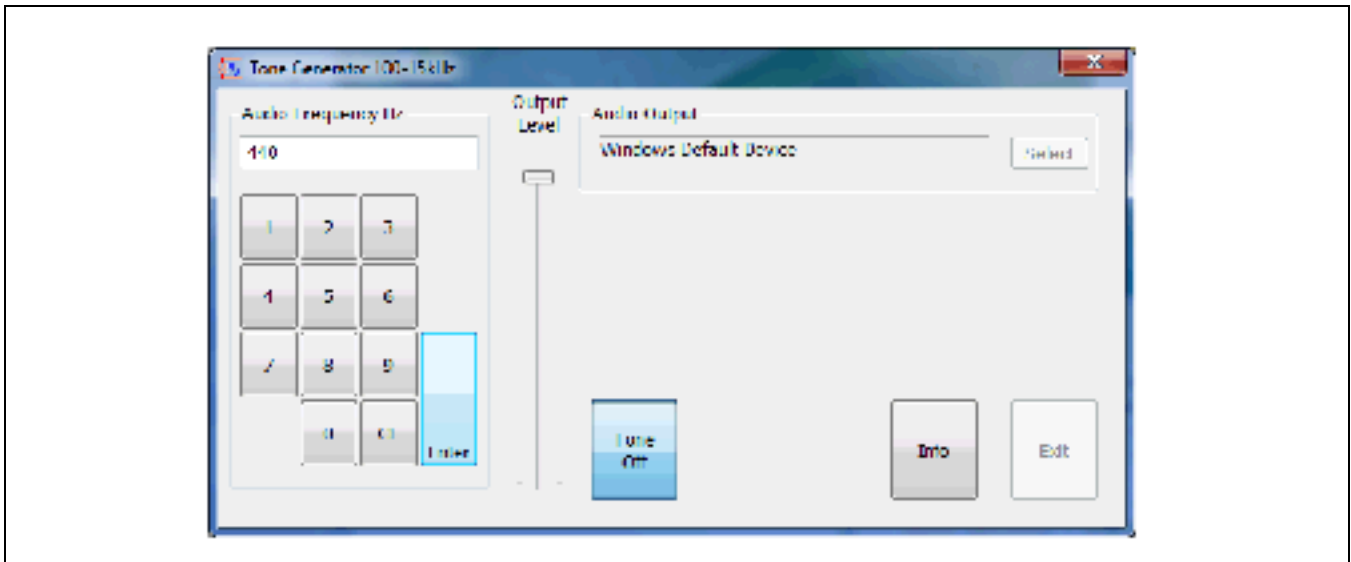 Tone Generator 100-15kHz
Audio Frequency Hz
440
1 2 3
4 5 6
7 8 9
0 Cl
Enter
Output
Level
Audio Output
Windows Default Device
Select
Tone
Off
Info
Exit